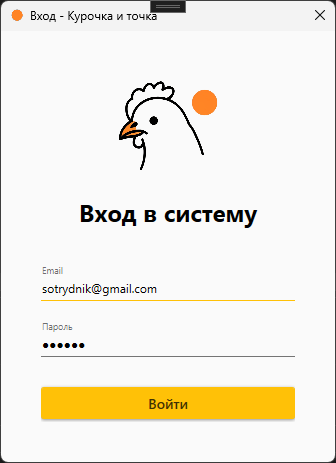 Вход - Курочка и точка
Вход в систему
Email
sotrydnik@gmail.com
Пароль
●●●●●●
Войти